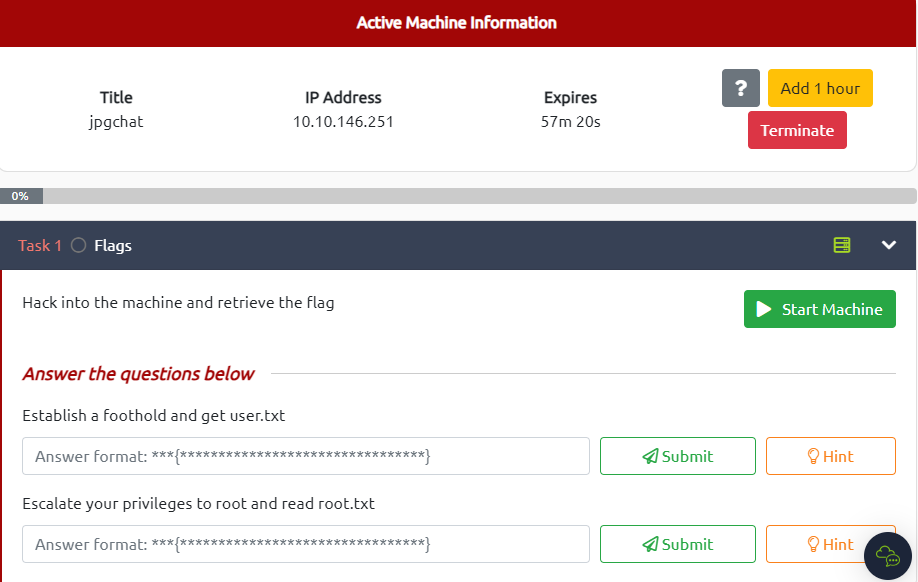 Active Machine Information
Title
IP Address
Expires
?
Add 1 hour
jpgchat
10.10.146.251
57m 20s
Terminate
0%
Task 1 Flags
Hack into the machine and retrieve the flag
Start Machine
Answer the questions below
Establish a foothold and get user.txt
Answer format: ***{********************************}
Submit
Hint
Escalate your privileges to root and read root.txt
Answer format: ***{********************************}
Submit
Hint